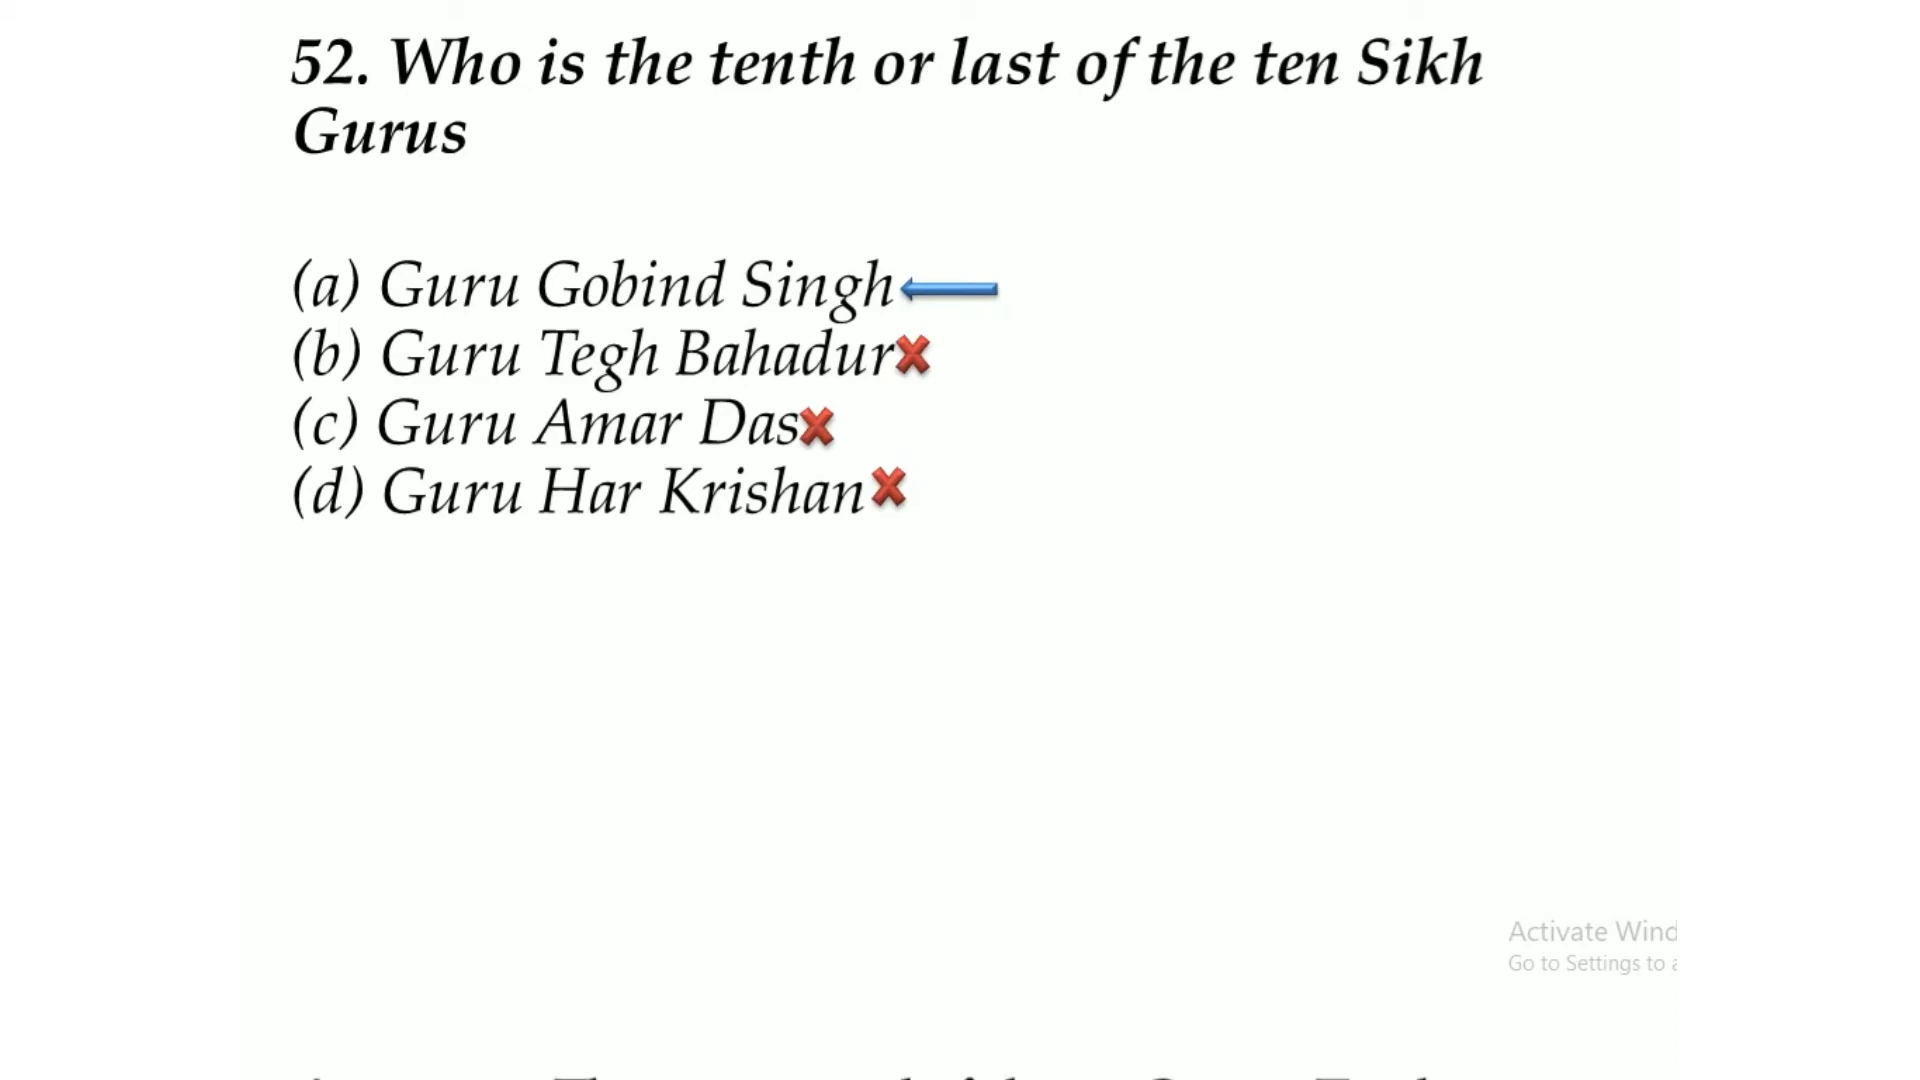 52. Who is the tenth or last of the ten Sikh
Gurus
(a) Guru Gobind Singh
(b) Guru Tegh Bahadur
(c) Guru Amar Das
(d) Guru Har Krishan
Activate Wind
Go to Settings to a